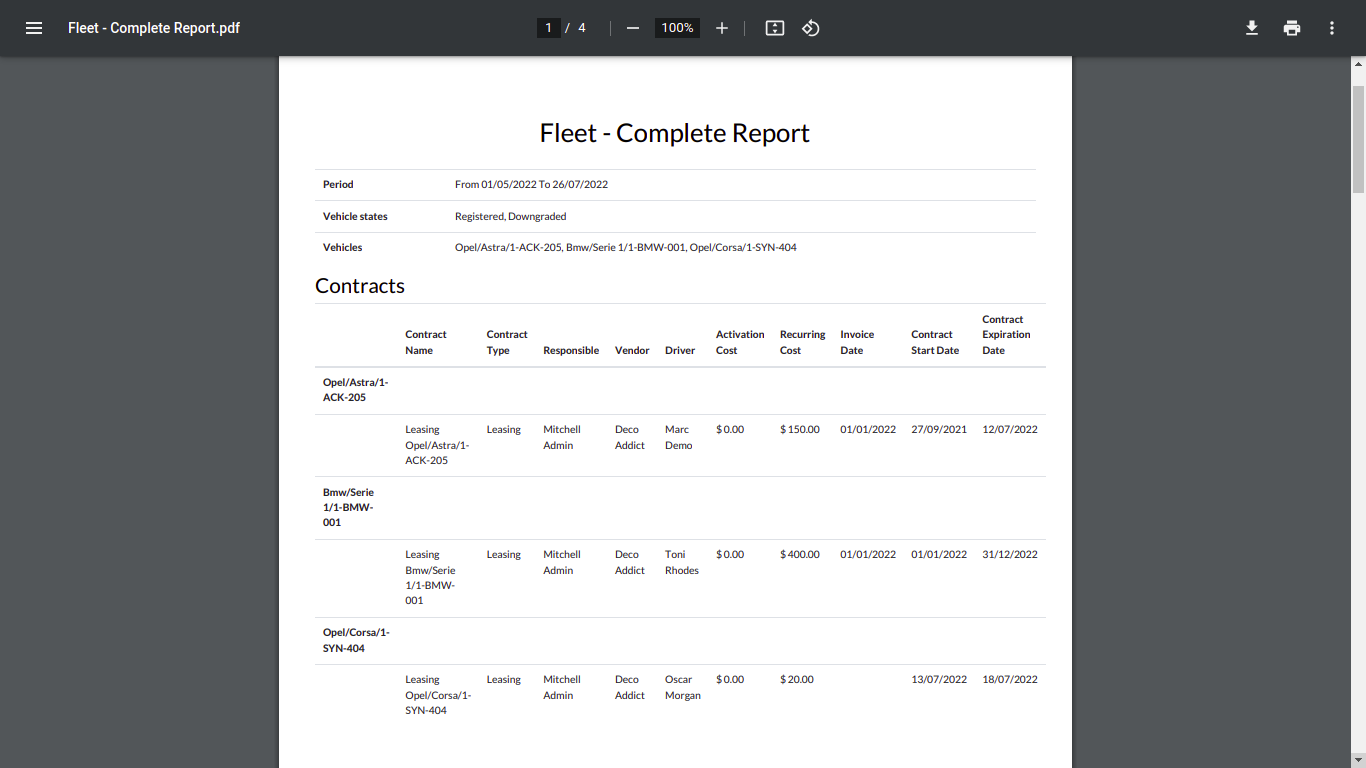 Fleet - Complete Report.pdf
1 / 4
100%
Fleet - Complete Report
Period From 01/05/2022 To 26/07/2022
Vehicle states Registered, Downgraded
Vehicles Opel/Astra/1-ACK-205, Bmw/Serie 1/1-BMW-001, Opel/Corsa/1-SYN-404
Contracts
Contract
Contract Contract Activation Recurring Invoice Contract Expiration
Name Type Responsible Vendor Driver Cost Cost Date Start Date Date
Opel/Astra/1-
ACK-205
Leasing Leasing Mitchell Deco Marc $ 0.00 $ 150.00 01/01/2022 27/09/2021 12/07/2022
Opel/Astra/1- Admin Addict Demo
ACK-205
Bmw/Serie
1/1-BMW-
001
Leasing Leasing Mitchell Deco Toni $ 0.00 $ 400.00 01/01/2022 01/01/2022 31/12/2022
Bmw/Serie Admin Addict Rhodes
1/1-BMW-
001
Opel/Corsa/1-
SYN-404
Leasing Leasing Mitchell Deco Oscar $ 0.00 $ 20.00 13/07/2022 18/07/2022
Opel/Corsa/1- Admin Addict Morgan
SYN-404